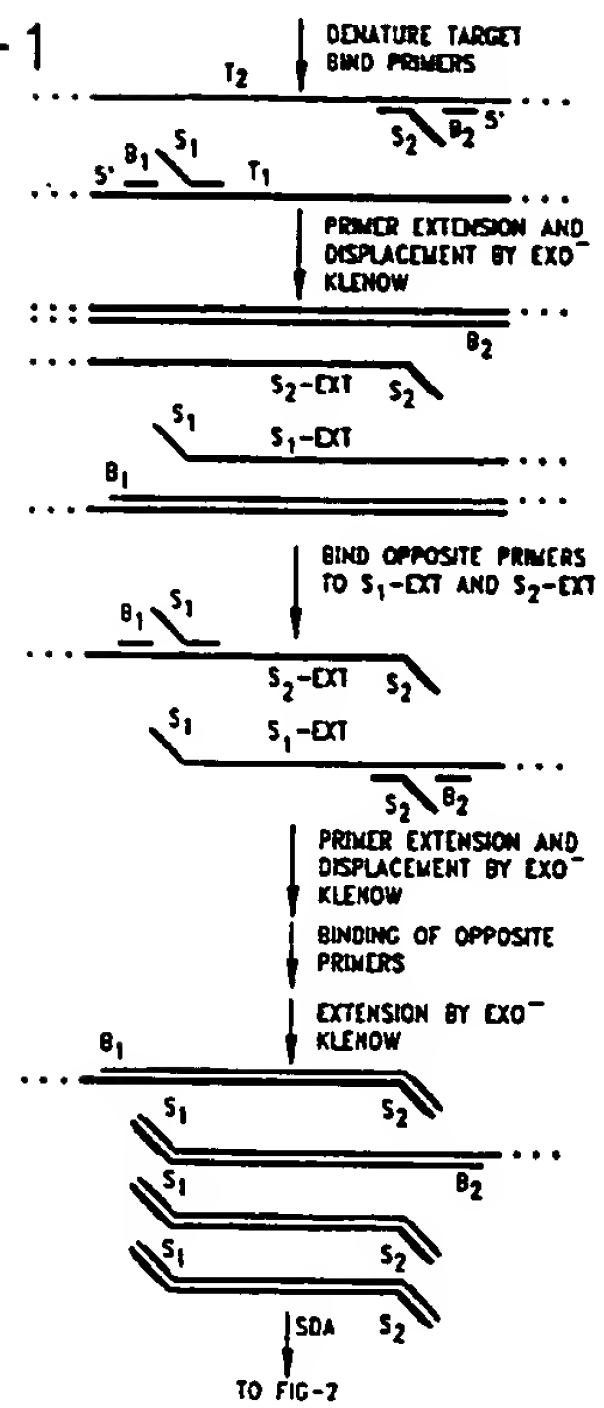 -1
DENATURE TARGET
BIND PRIMERS
T2
S2 B2 5'
5' B1 S1 T1
PRIMER EXTENSION AND
DISPLACEMENT BY EXO⁻
KLENOW
B2
S2-EXT S2
S1 S1-EXT
B1
BIND OPPOSITE PRIMERS
TO S1-EXT AND S2-EXT
B1 S1
S2-EXT S2
S1 S1-EXT
S2 B2
PRIMER EXTENSION AND
DISPLACEMENT BY EXO⁻
KLENOW
BINDING OF OPPOSITE
PRIMERS
EXTENSION BY EXO⁻
KLENOW
B1
S1 S2
S1 B2
S1 S2
S2
SDA
TO FIG-2